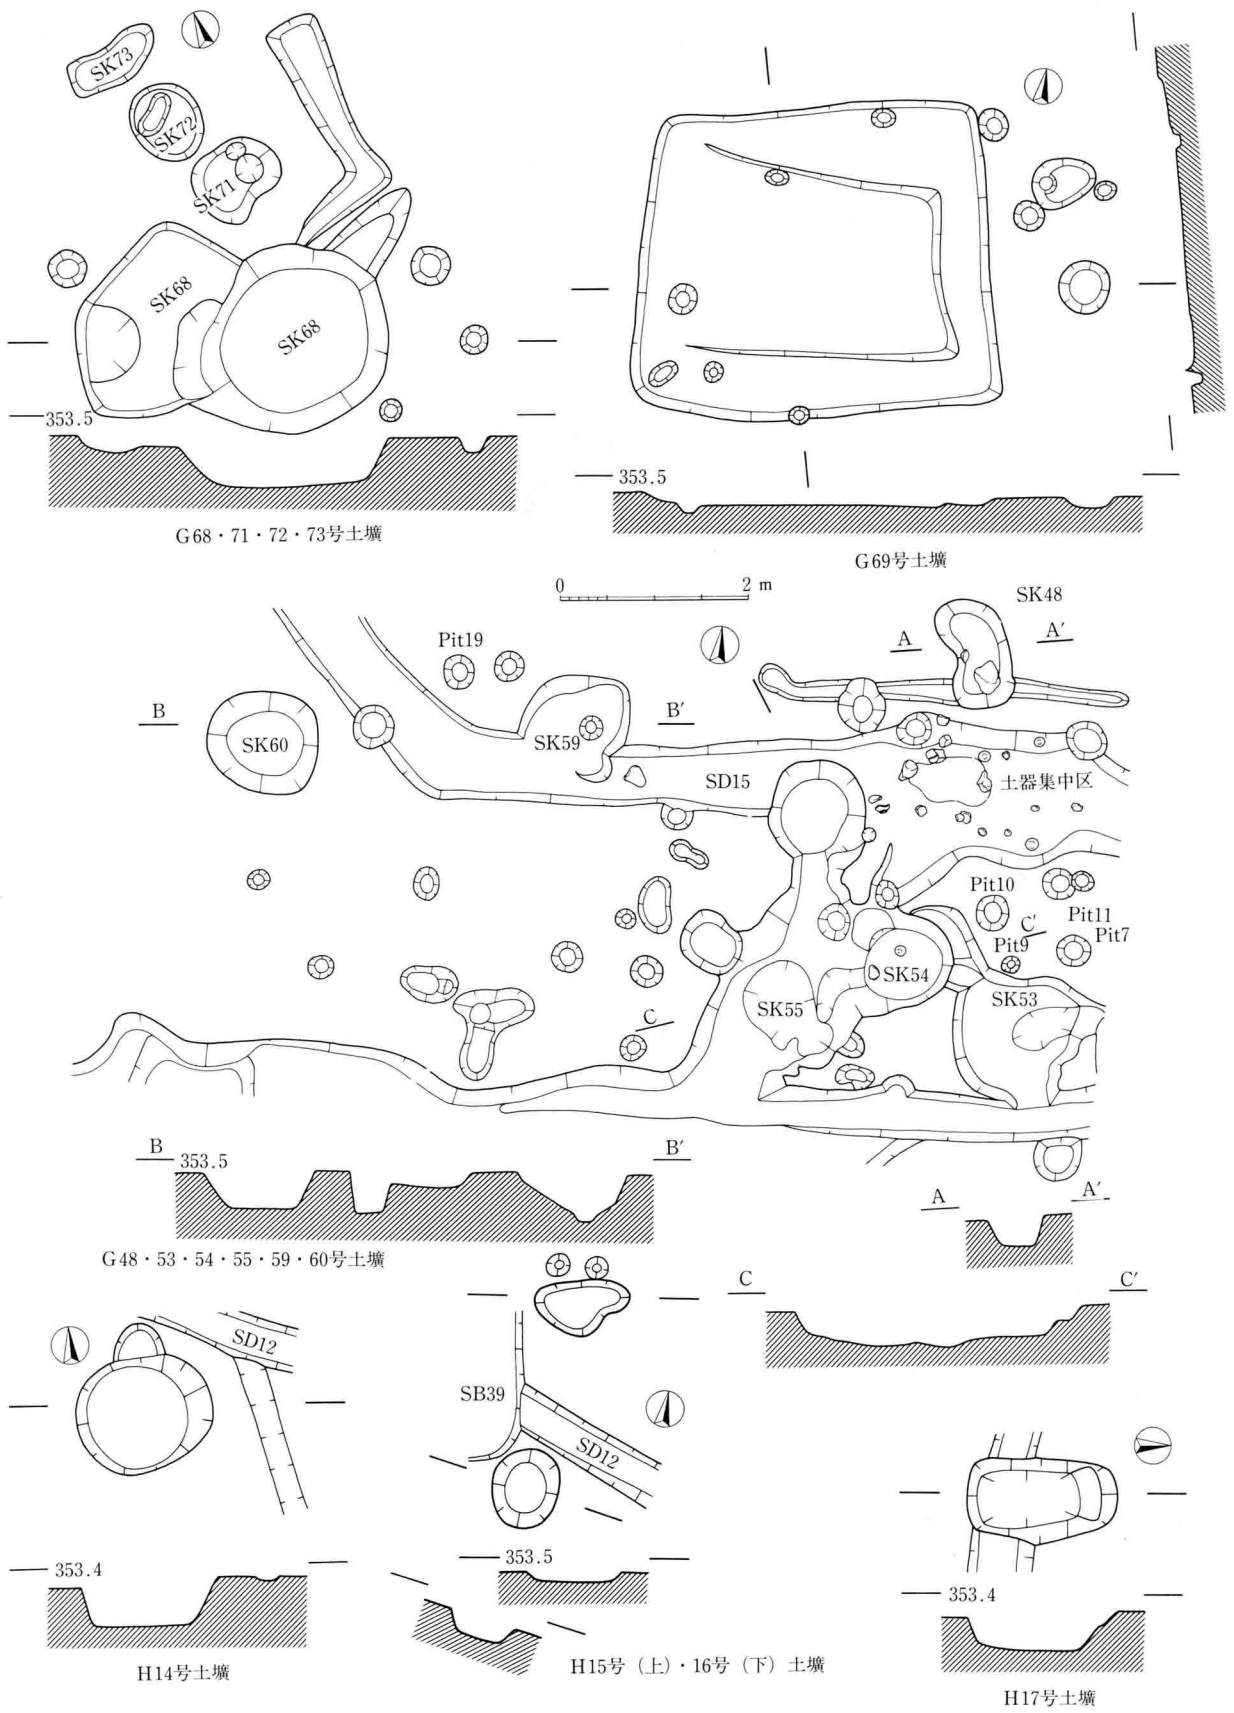 SK73
SK72
SK71
SK68
SK68
353.5
G68・71・72・73号土壙
353.5
G69号土壙
0 2 m
SK48
A A′
Pit19
B B′
SK60
SK59
SD15
土器集中区
Pit10
Pit11
C′
Pit7
Pit9
SK54
SK53
SK55
C
B 353.5 B′
A A′
G48・53・54・55・59・60号土壙
C C′
SD12
353.4
H14号土壙
SB39
SD12
353.5
H15号（上）・16号（下）土壙
353.4
H17号土壙